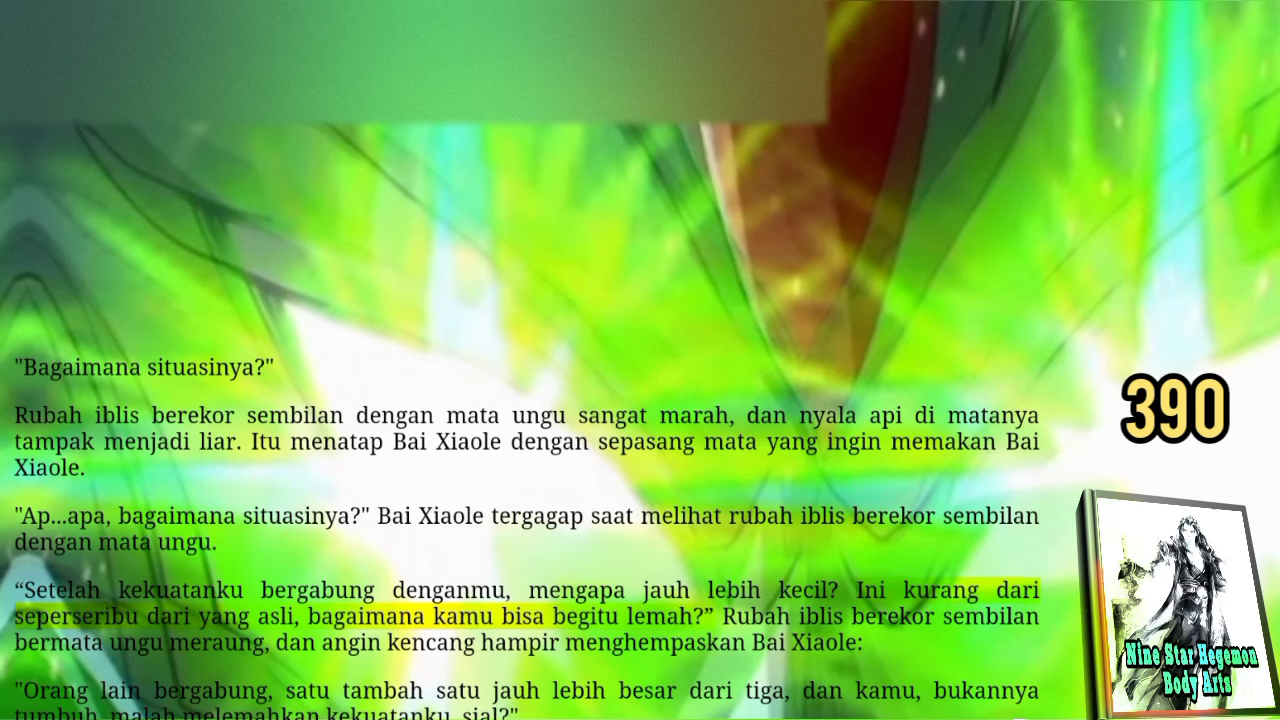 "Bagaimana situasinya?"
Rubah iblis berekor sembilan dengan mata ungu sangat marah, dan nyala api di matanya
tampak menjadi liar. Itu menatap Bai Xiaole dengan sepasang mata yang ingin memakan Bai
Xiaole.
"Ap...apa, bagaimana situasinya?" Bai Xiaole tergagap saat melihat rubah iblis berekor sembilan
dengan mata ungu.
“Setelah kekuatanku bergabung denganmu, mengapa jauh lebih kecil? Ini kurang dari
seperseribu dari yang asli, bagaimana kamu bisa begitu lemah?” Rubah iblis berekor sembilan
bermata ungu meraung, dan angin kencang hampir menghempaskan Bai Xiaole:
"Orang lain bergabung, satu tambah satu jauh lebih besar dari tiga, dan kamu, bukannya
tumbuh, malah melemahkan kekuatanku, sial?"
390
Nine Star Hegemon
Body Arts